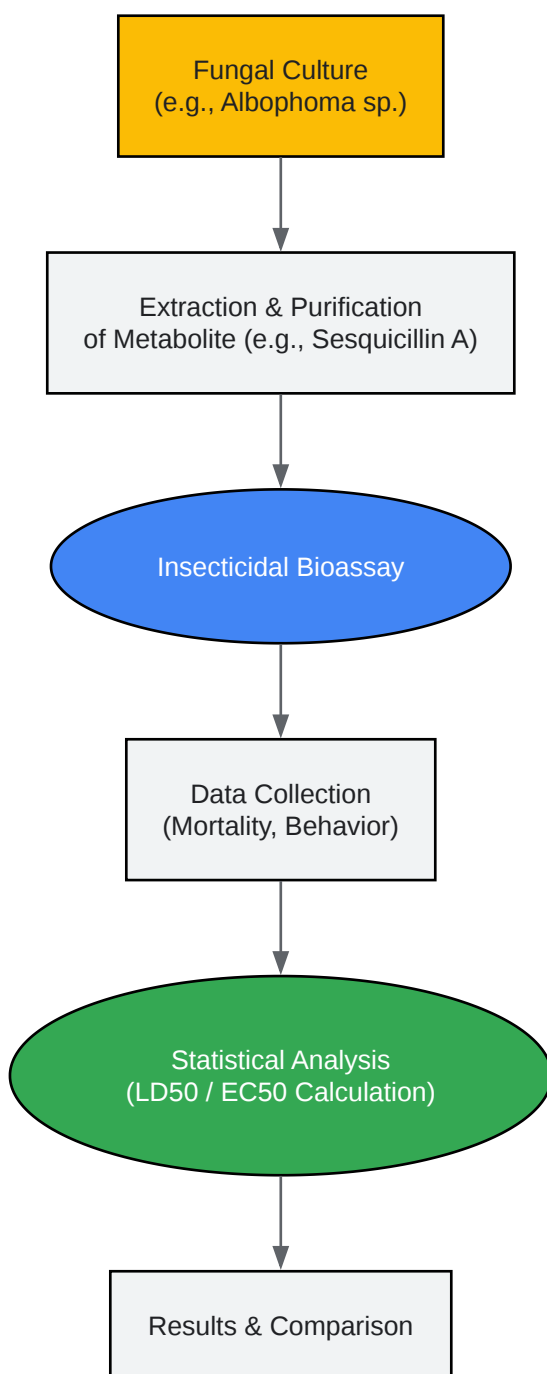 Fungal Culture
(e.g., Albophoma sp.)
Extraction & Purification
of Metabolite (e.g., Sesquicillin A)
Insecticidal Bioassay
Data Collection
(Mortality, Behavior)
Statistical Analysis
(LD50 / EC50 Calculation)
Results & Comparison